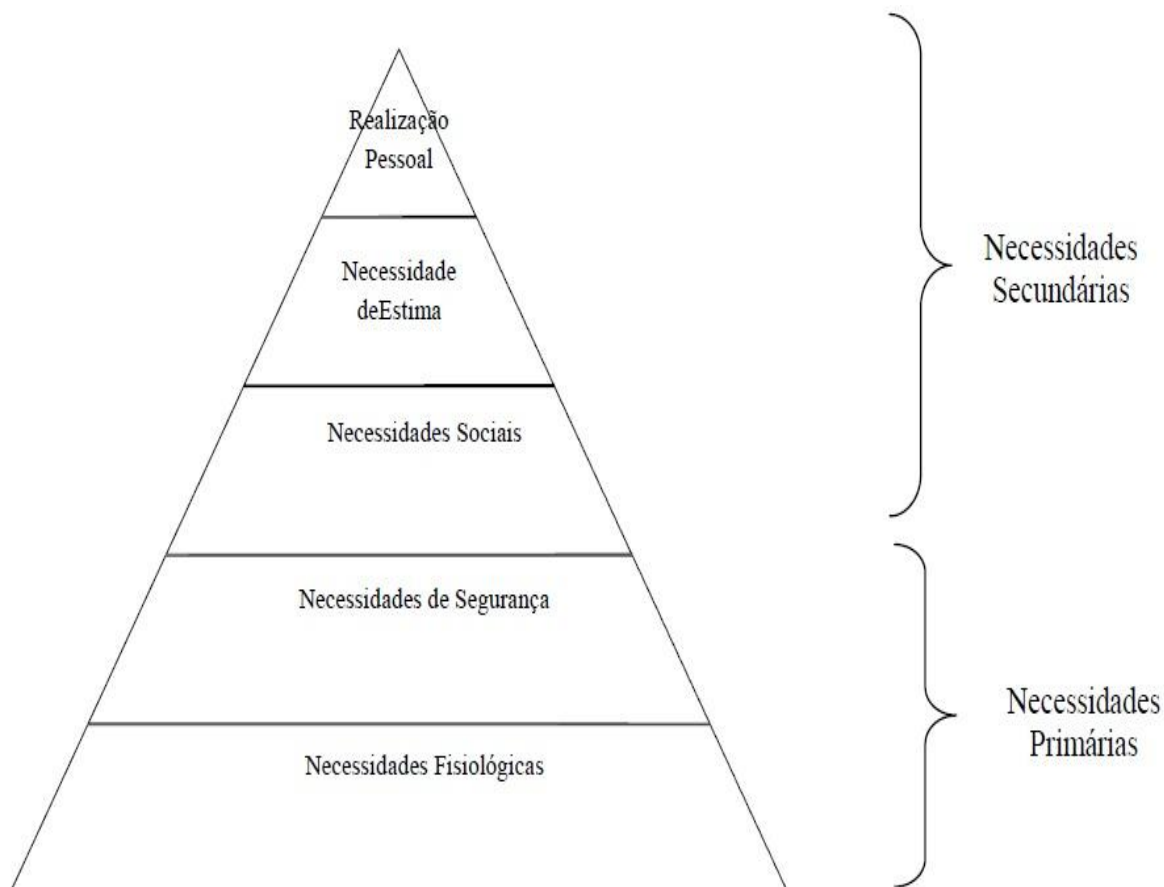 Realização
Pessoal
Necessidade
deEstima
Necessidades Sociais
Necessidades de Segurança
Necessidades Fisiológicas
Necessidades
Secundárias
Necessidades
Primárias